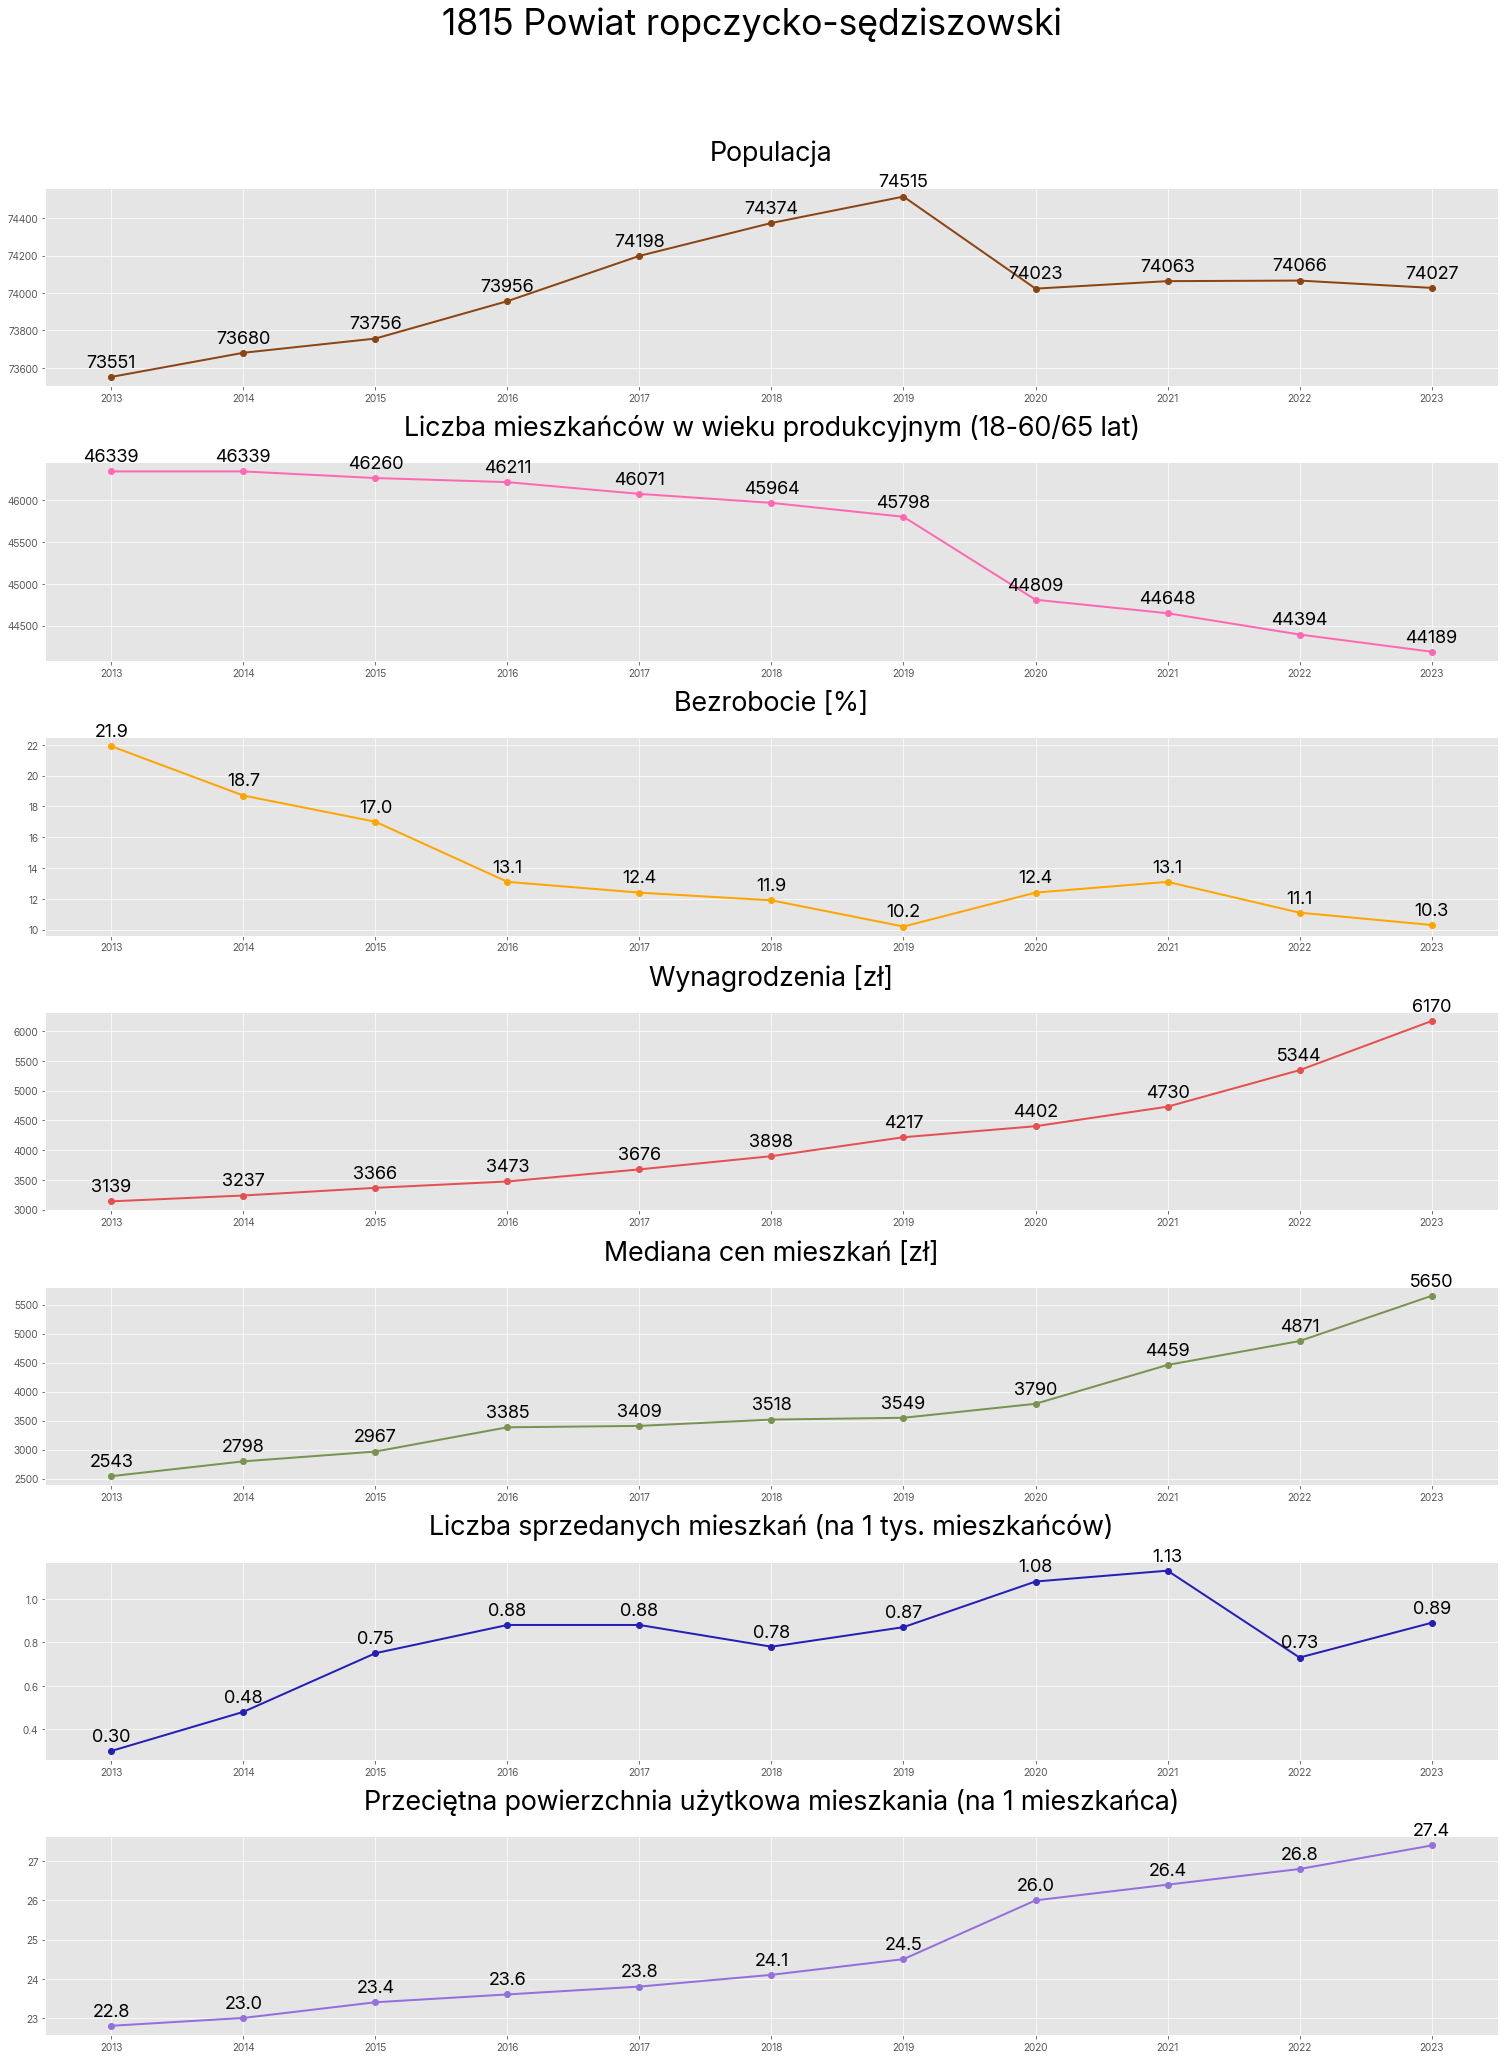 1815 Powiat ropczycko-sędziszowski
Populacja
74515
74374
74198
74023
74063
74066
74027
73956
73756
73680
73551
74400
74200
74000
73800
73600
2013 2014 2015 2016 2017 2018 2019 2020 2021 2022 2023
Liczba mieszkańców w wieku produkcyjnym (18-60/65 lat)
46339 46339 46260 46211 46071 45964 45798 44809 44648 44394 44189
46000
45500
45000
44500
2013 2014 2015 2016 2017 2018 2019 2020 2021 2022 2023
Bezrobocie [%]
21.9 18.7 17.0 13.1 12.4 11.9 10.2 12.4 13.1 11.1 10.3
22
20
18
16
14
12
10
2013 2014 2015 2016 2017 2018 2019 2020 2021 2022 2023
Wynagrodzenia [zł]
3139 3237 3366 3473 3676 3898 4217 4402 4730 5344 6170
6000
5500
5000
4500
4000
3500
3000
2013 2014 2015 2016 2017 2018 2019 2020 2021 2022 2023
Mediana cen mieszkań [zł]
2543 2798 2967 3385 3409 3518 3549 3790 4459 4871 5650
5500
5000
4500
4000
3500
3000
2500
2013 2014 2015 2016 2017 2018 2019 2020 2021 2022 2023
Liczba sprzedanych mieszkań (na 1 tys. mieszkańców)
0.30 0.48 0.75 0.88 0.88 0.78 0.87 1.08 1.13 0.73 0.89
1.0
0.8
0.6
0.4
2013 2014 2015 2016 2017 2018 2019 2020 2021 2022 2023
Przeciętna powierzchnia użytkowa mieszkania (na 1 mieszkańca)
22.8 23.0 23.4 23.6 23.8 24.1 24.5 26.0 26.4 26.8 27.4
27
26
25
24
23
2013 2014 2015 2016 2017 2018 2019 2020 2021 2022 2023